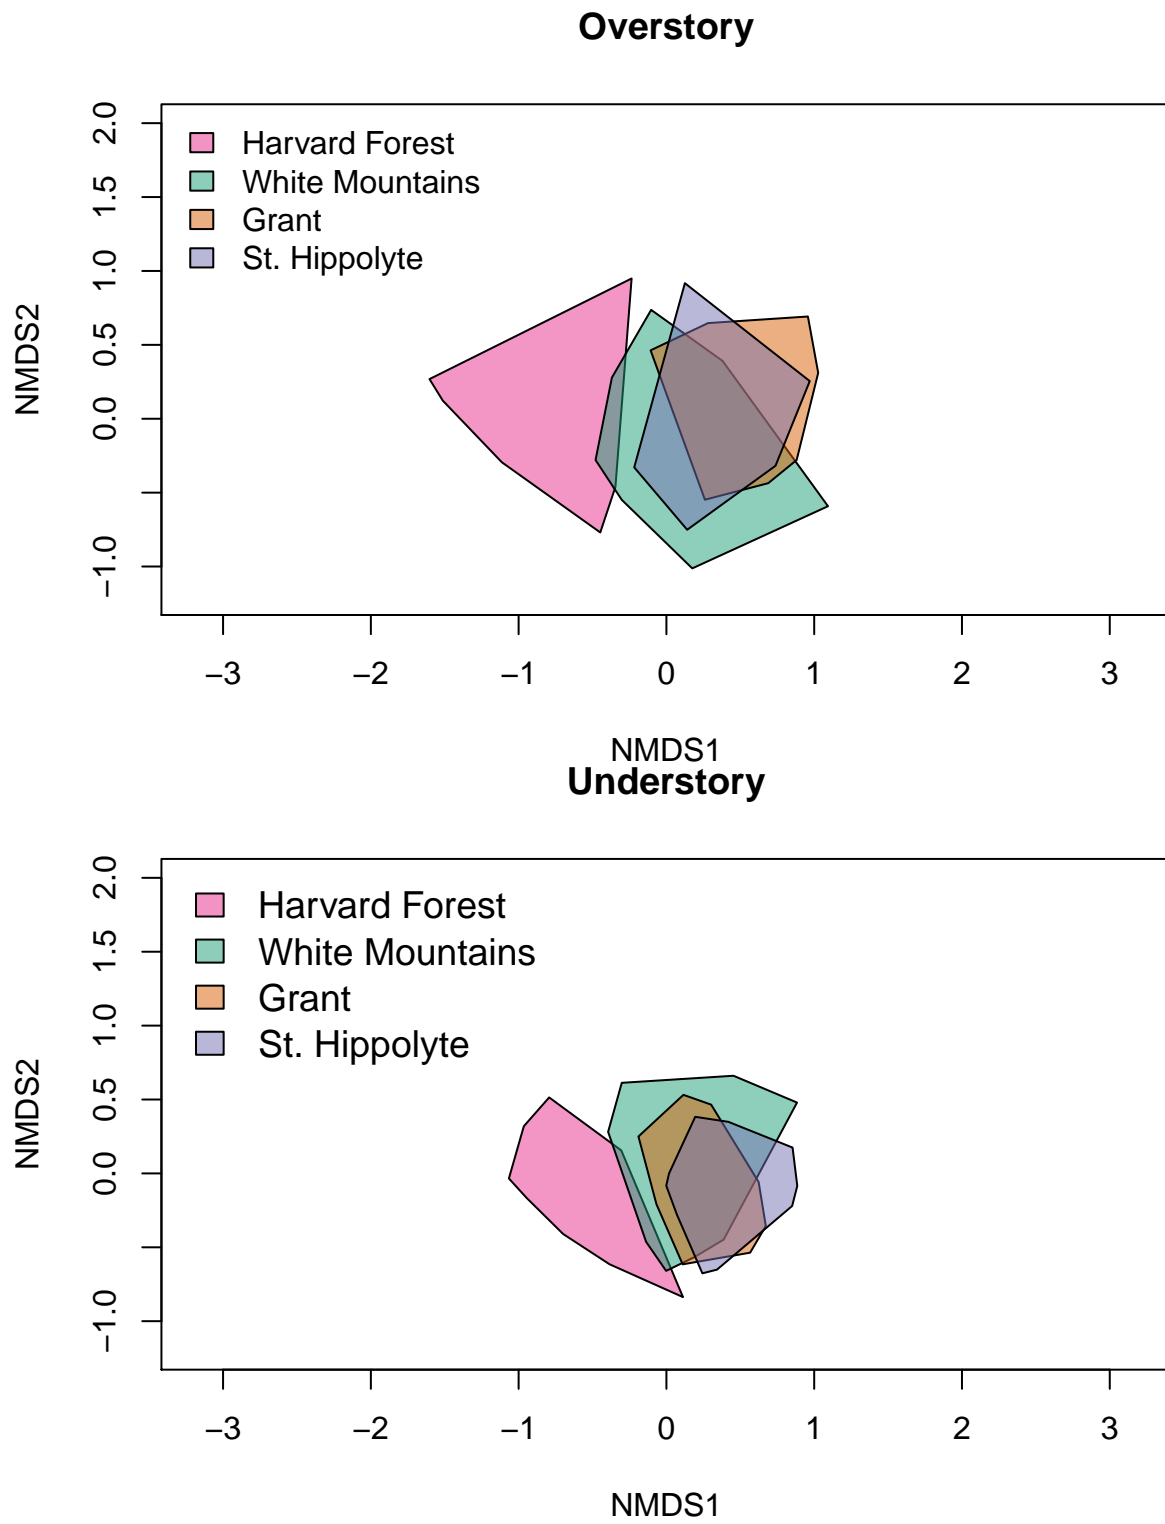 Overstory
2.0
1.5
1.0
0.5
0.0
−1.0
NMDS2
Harvard Forest
White Mountains
Grant
St. Hippolyte
−3 −2 −1 0 1 2 3
NMDS1
Understory
2.0
1.5
1.0
0.5
0.0
−1.0
NMDS2
Harvard Forest
White Mountains
Grant
St. Hippolyte
−3 −2 −1 0 1 2 3
NMDS1